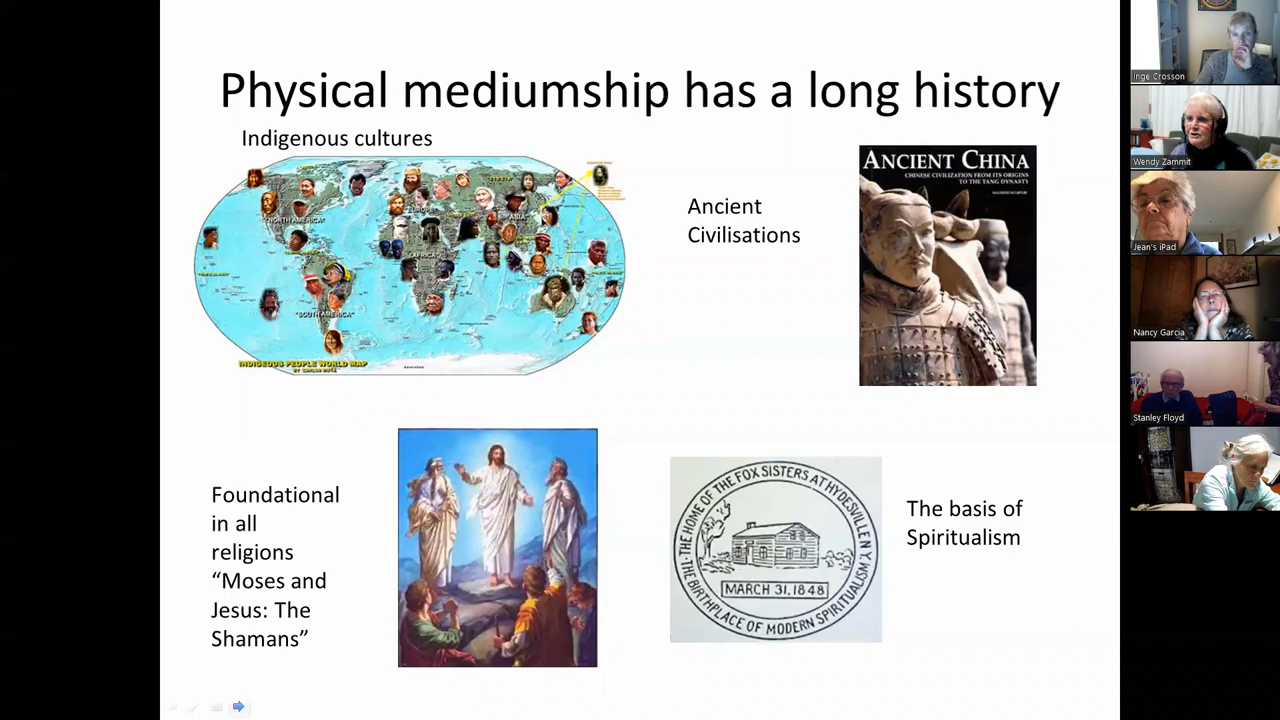 Physical mediumship has a long history
Indigenous cultures
"NORTH AMERICA"
EUROPE
ASIA
AFRICA
"SOUTH AMERICA"
INDIGEOUS PEOPLE WORLD MAP
Ancient
Civilisations
ANCIENT CHINA
CHINESE CIVILIZATION FROM ITS ORIGINS
TO THE TANG DYNASTY
Foundational
in all
religions
“Moses and
Jesus: The
Shamans”
THE HOME OF THE FOX SISTERS AT HYDESVILLE N.Y.
MARCH 31.1848
THE BIRTHPLACE OF MODERN SPIRITUALISM
The basis of
Spiritualism
Inge Crosson
Wendy Zammit
Jean's iPad
Nancy Garcia
Stanley Floyd